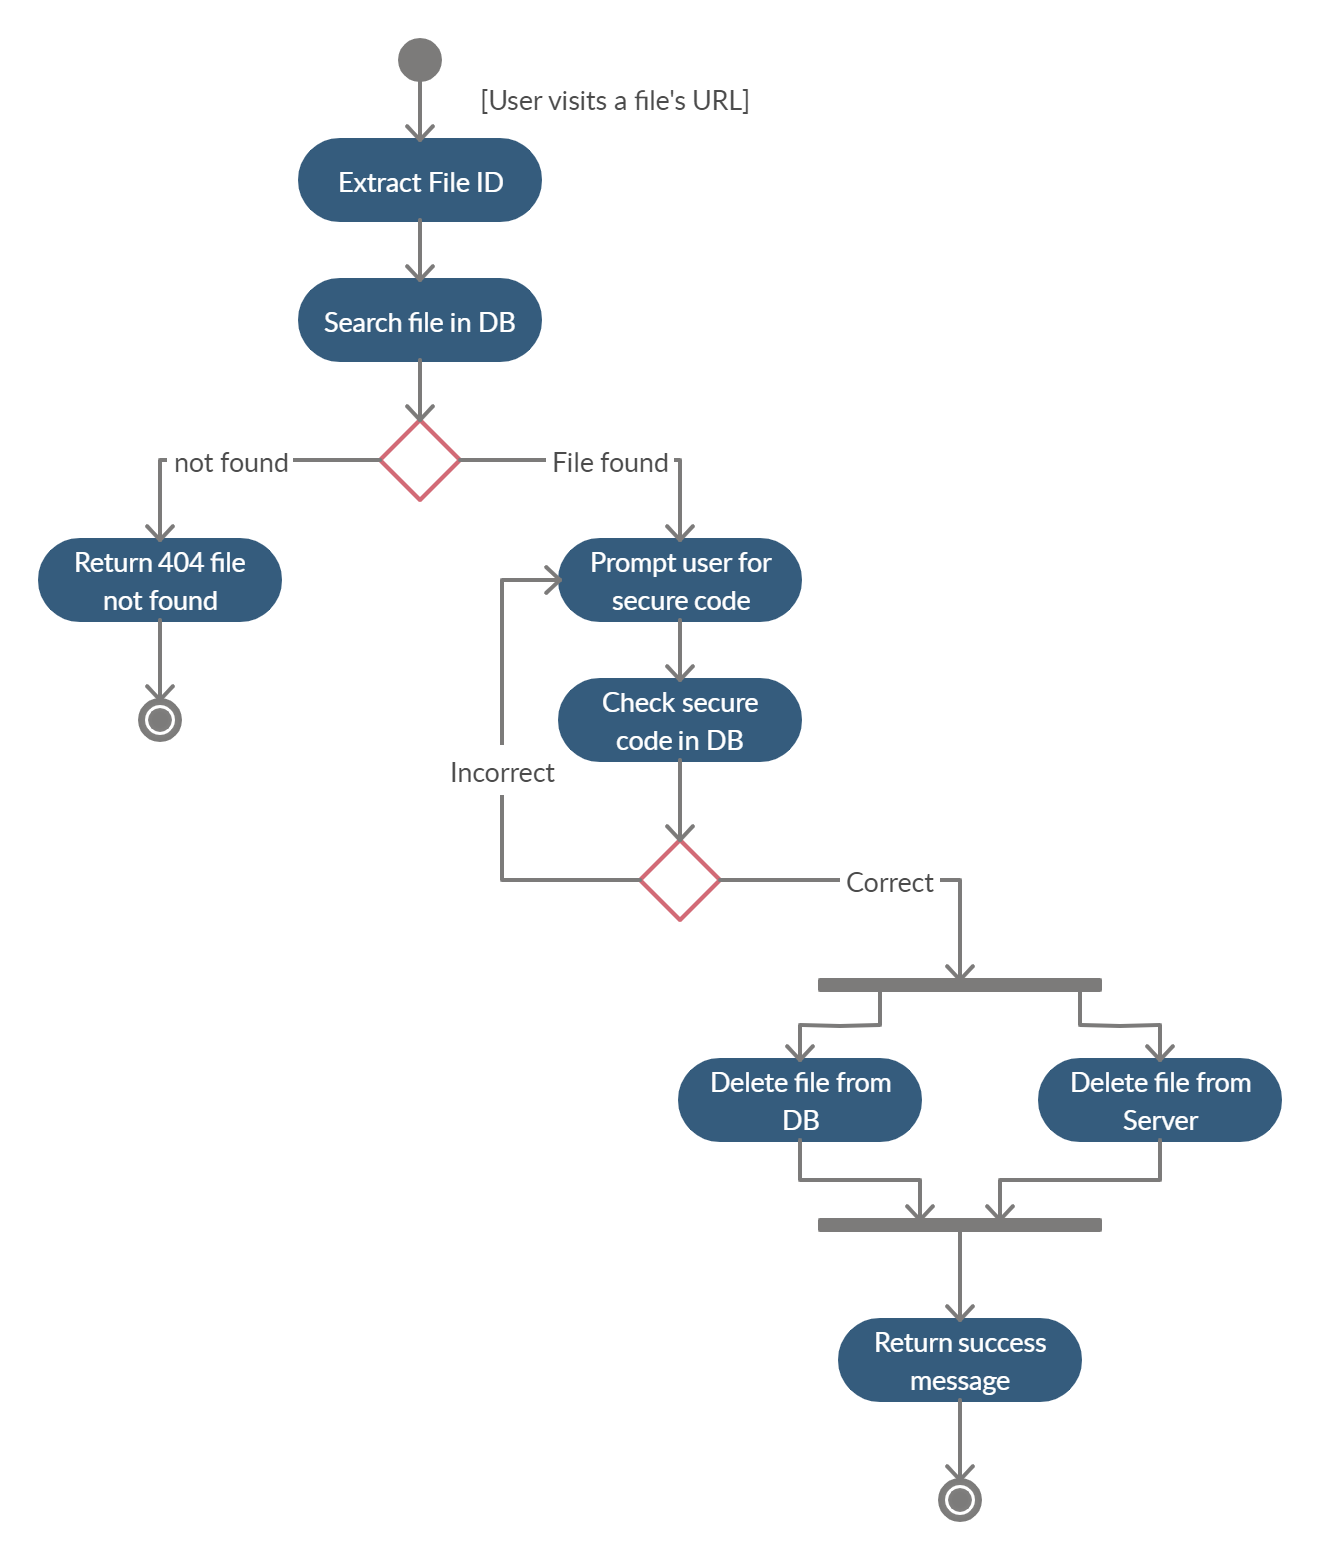 [User visits a file's URL]
Extract File ID
Search file in DB
not found
File found
Return 404 file
not found
Prompt user for
secure code
Check secure
code in DB
Incorrect
Correct
Delete file from
DB
Delete file from
Server
Return success
message